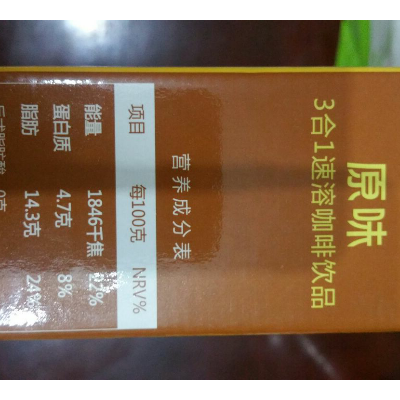 原味
3合1速溶咖啡饮品
营养成分表
项目 每100克 NRV%
能量 1846千焦 22%
蛋白质 4.7克 8%
脂肪 14.3克 24%